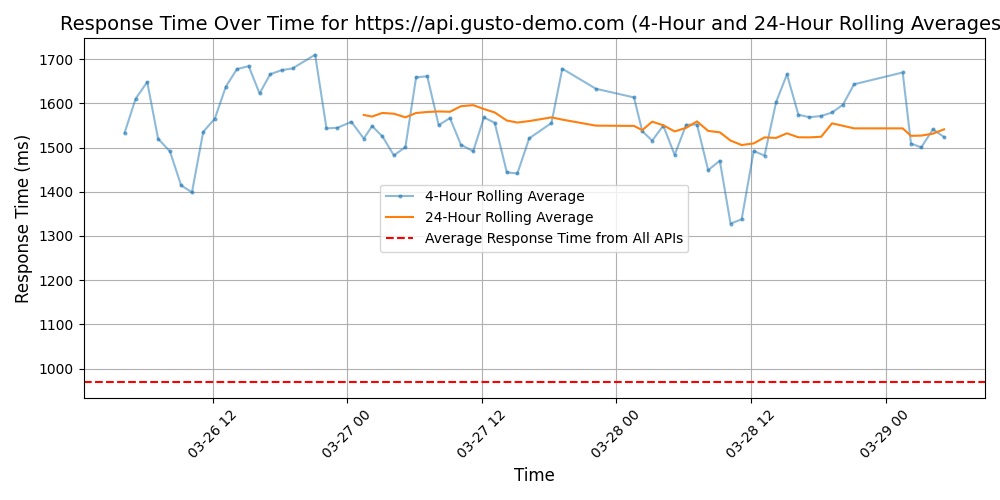 Response Time Over Time for https://api.gusto-demo.com (4-Hour and 24-Hour Rolling Averages
Response Time (ms)
1700
1600
1500
1400
1300
1200
1100
1000
4-Hour Rolling Average
24-Hour Rolling Average
Average Response Time from All APIs
03-26 12
03-27 00
03-27 12
03-28 00
03-28 12
03-29 00
Time